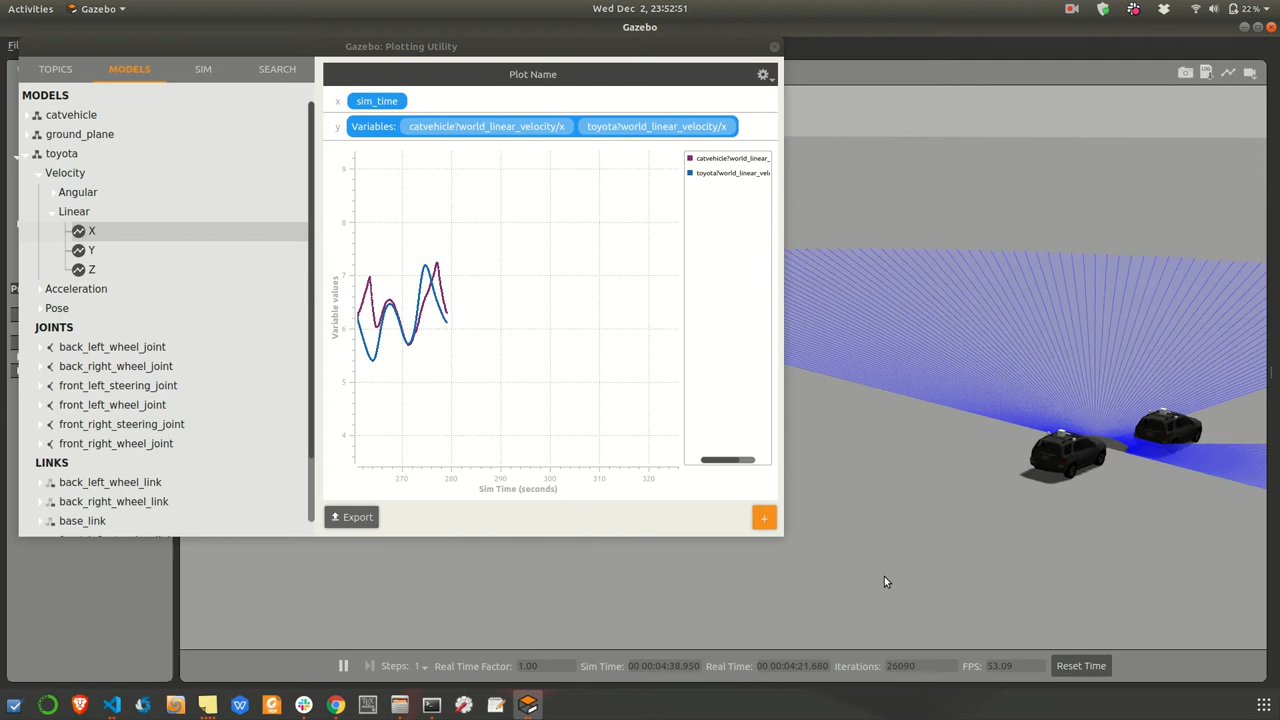 Activities
Gazebo
Wed Dec 2, 23:52:51
22 %
Gazebo
Gazebo: Plotting Utility
TOPICS
MODELS
SIM
SEARCH
MODELS
catvehicle
ground_plane
toyota
Velocity
Angular
Linear
X
Y
Z
Acceleration
Pose
JOINTS
back_left_wheel_joint
back_right_wheel_joint
front_left_steering_joint
front_left_wheel_joint
front_right_steering_joint
front_right_wheel_joint
LINKS
back_left_wheel_link
back_right_wheel_link
base_link
Plot Name
x sim_time
y Variables: catvehicle?world_linear_velocity/x toyota?world_linear_velocity/x
catvehicle?world_linear_
toyota?world_linear_vel
9
8
7
6
5
4
Variable values
270 280 290 300 310 320
Sim Time (seconds)
Export
+
Steps: 1 Real Time Factor: 1.00 Sim Time: 00 00:04:38.950 Real Time: 00 00:04:21.680 Iterations: 26090 FPS: 53.09 Reset Time